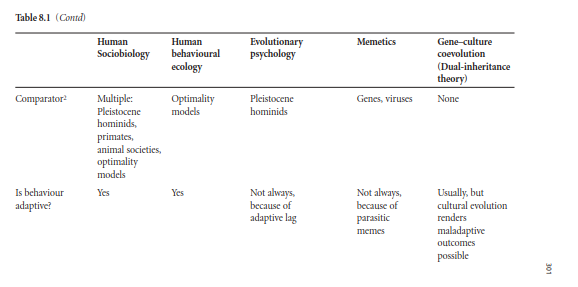 Table 8.1 (Contd)
Human Sociobiology
Human behavioural ecology
Evolutionary psychology
Memetics
Gene–culture coevolution (Dual-inheritance theory)
Comparator²
Multiple: Pleistocene hominids, primates, animal societies, optimality models
Optimality models
Pleistocene hominids
Genes, viruses
None
Is behaviour adaptive?
Yes
Yes
Not always, because of adaptive lag
Not always, because of parasitic memes
Usually, but cultural evolution renders maladaptive outcomes possible
301